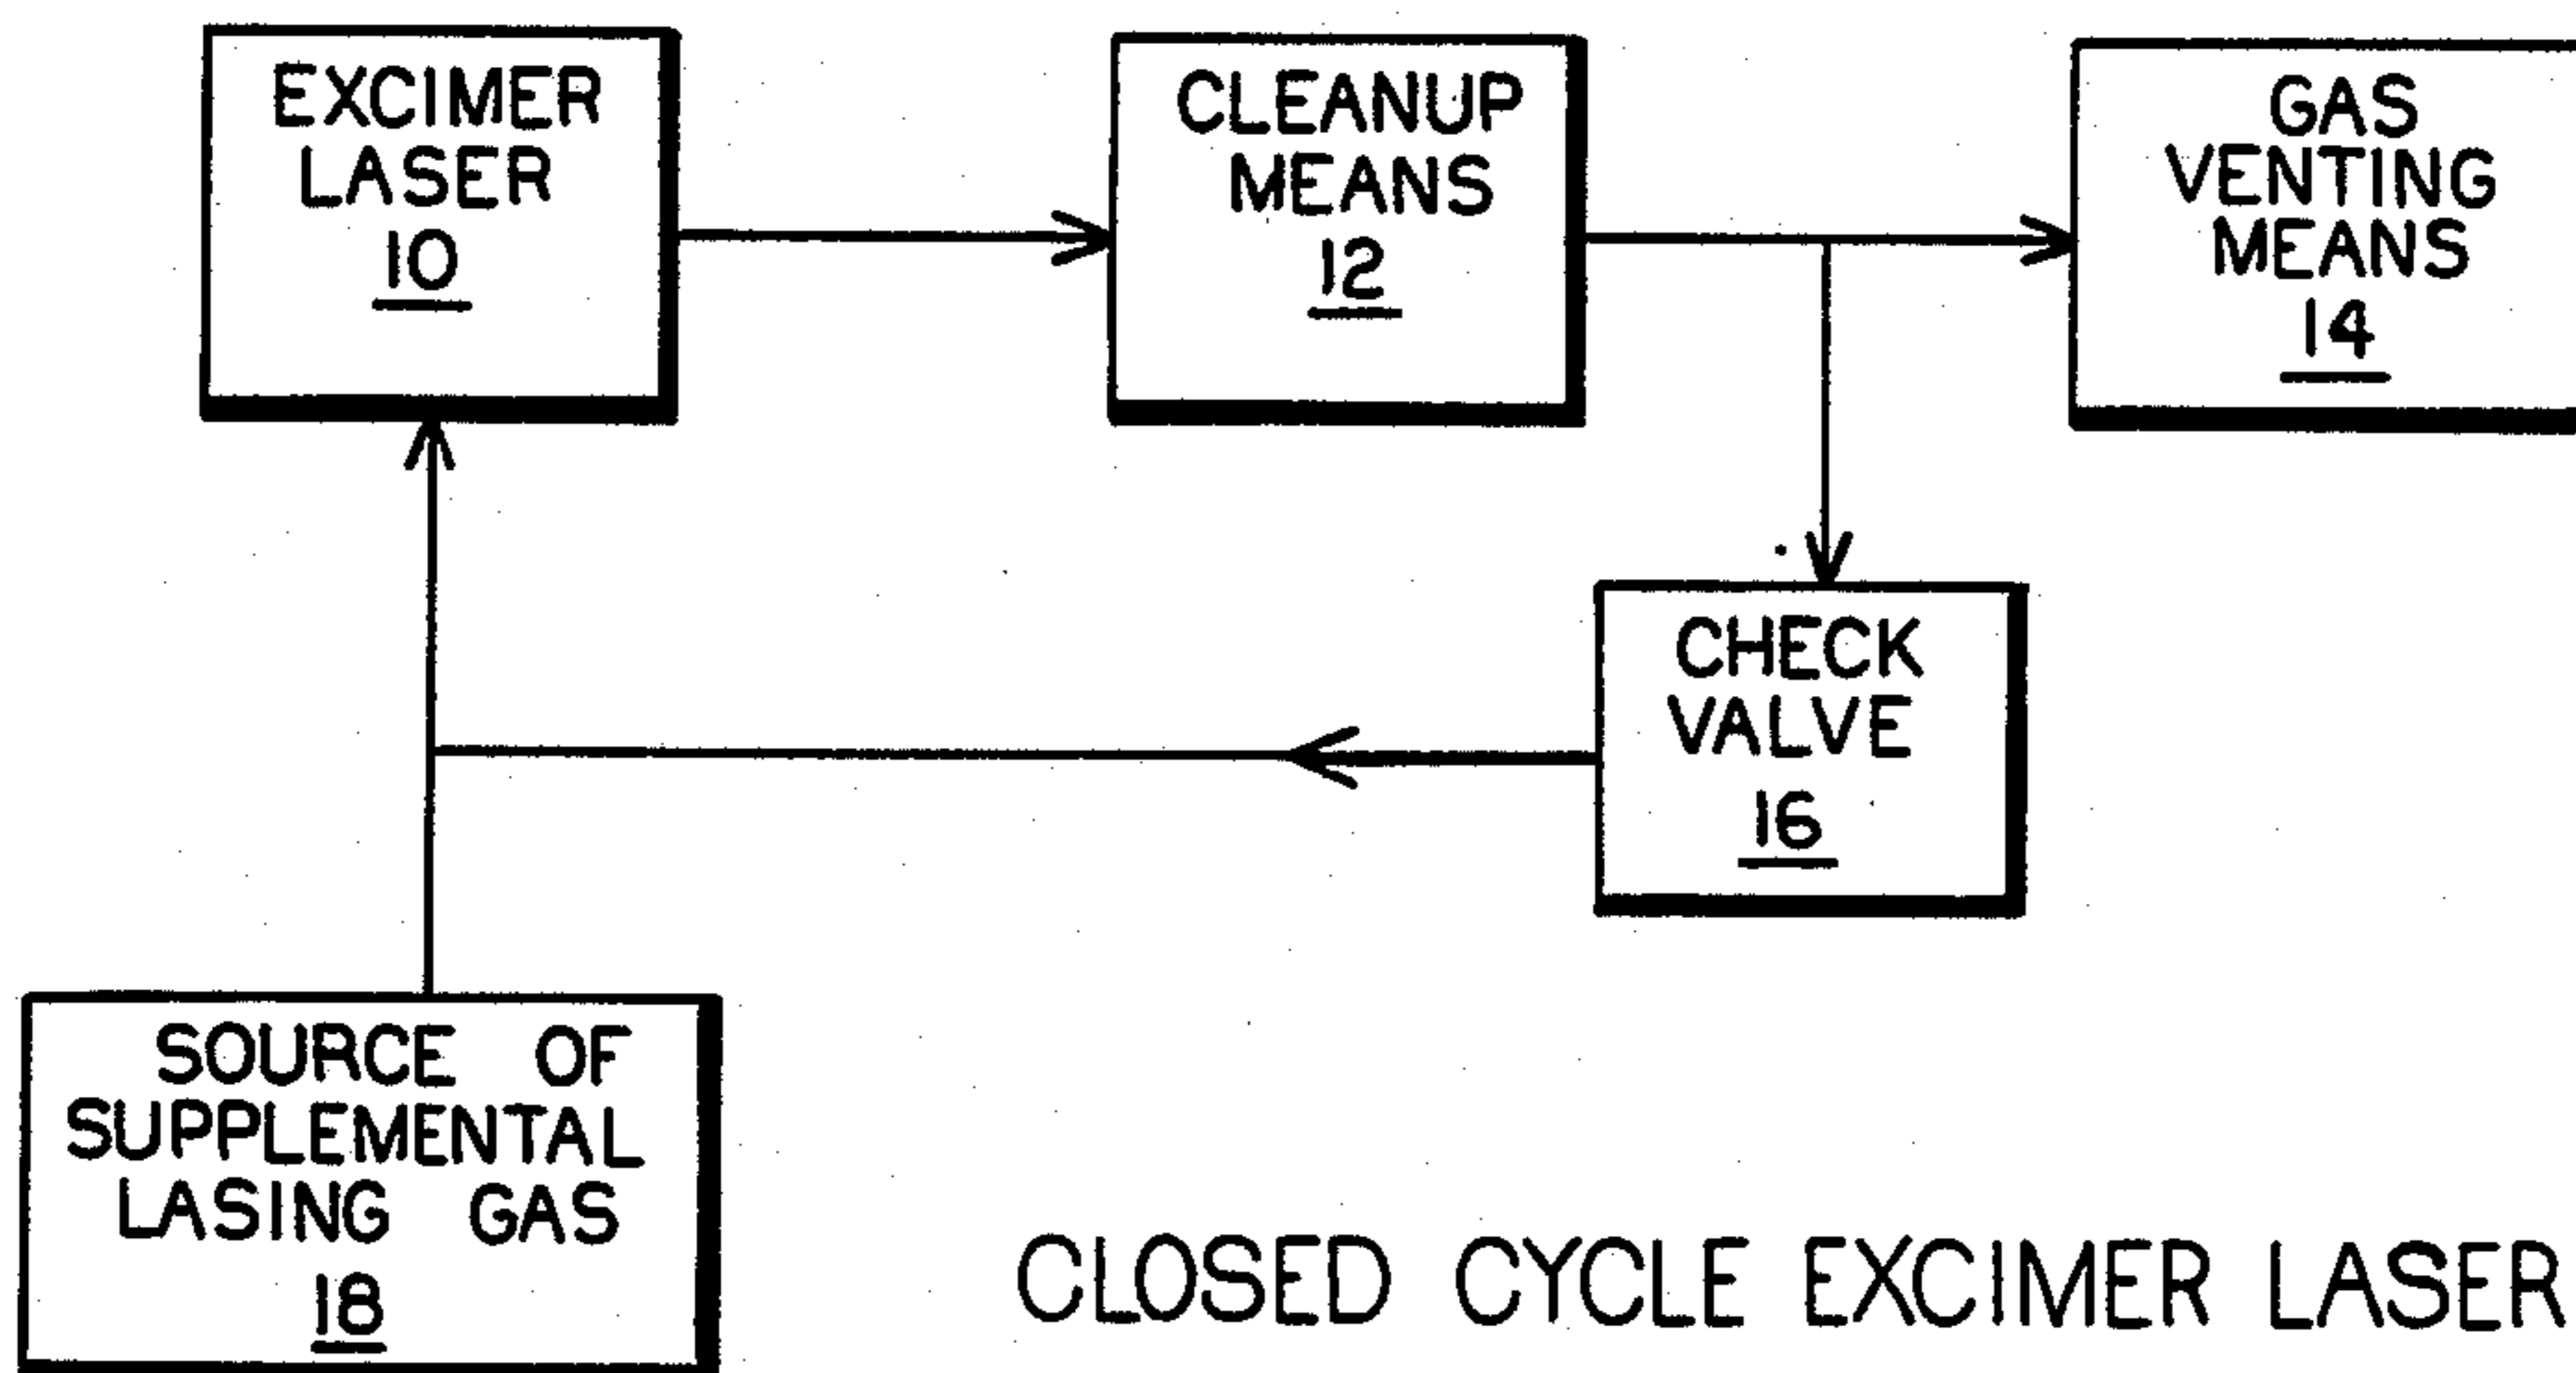 EXCIMER
LASER
10
CLEANUP
MEANS
12
GAS
VENTING
MEANS
14
CHECK
VALVE
16
SOURCE OF
SUPPLEMENTAL
LASING GAS
18
CLOSED CYCLE EXCIMER LASER